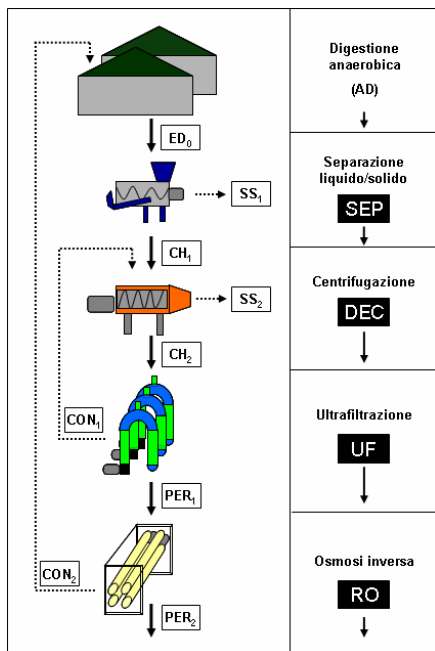 ED₀
SS₁
CH₁
SS₂
CH₂
CON₁
PER₁
CON₂
PER₂
Digestione
anaerobica
(AD)
Separazione
liquido/solido
SEP
Centrifugazione
DEC
Ultrafiltrazione
UF
Osmosi inversa
RO